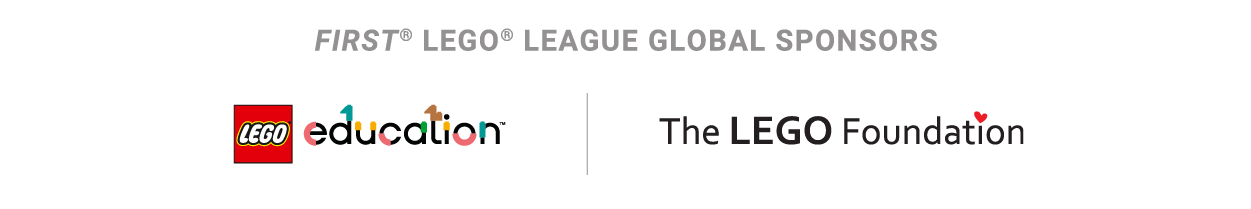 FIRST® LEGO® LEAGUE GLOBAL SPONSORS
LEGO education™
The LEGO Foundation